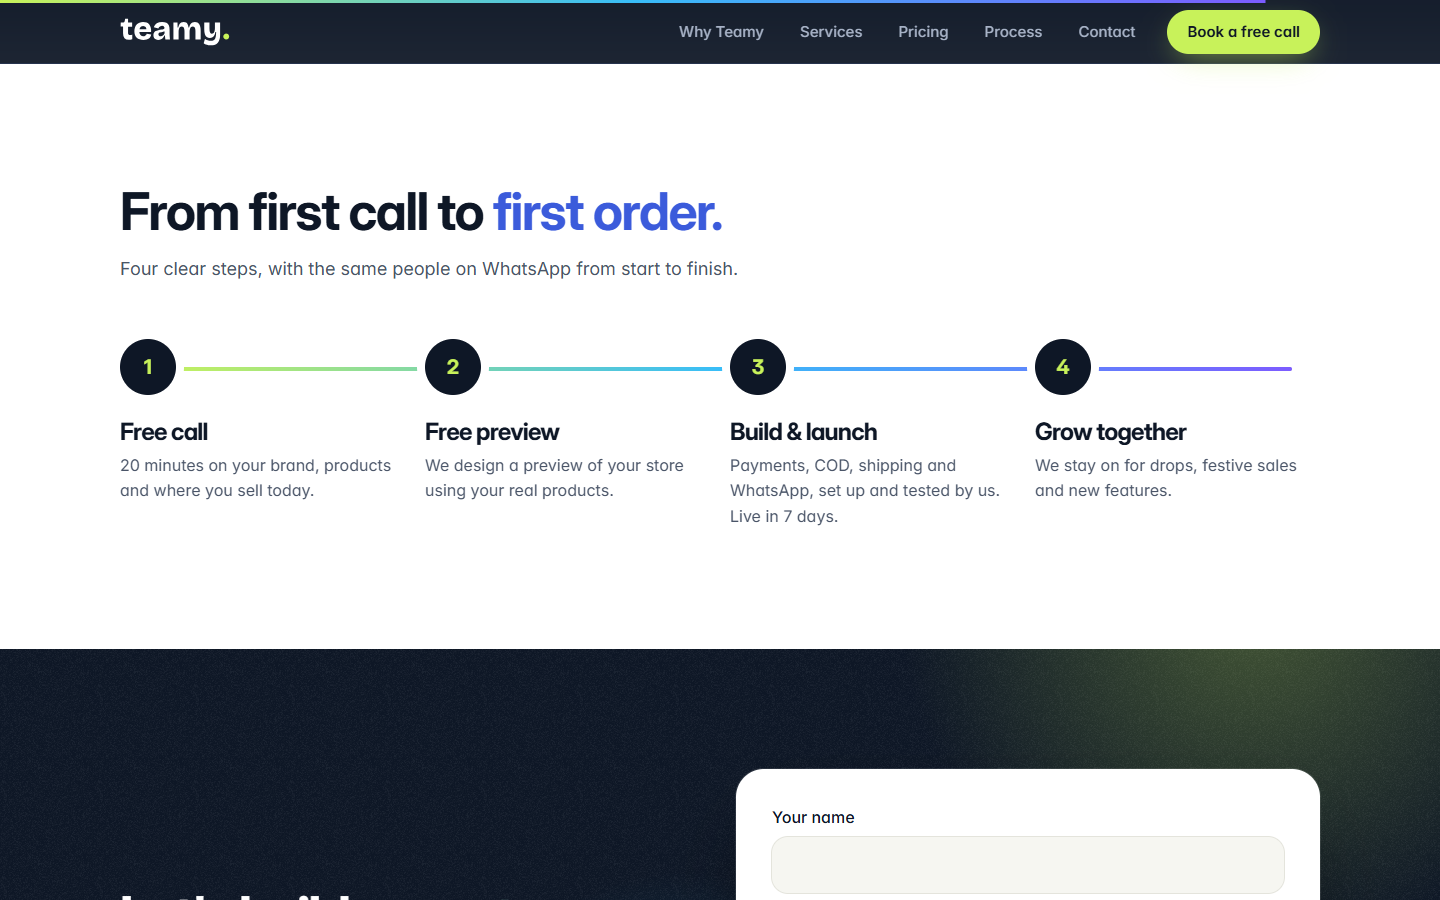 teamy.
Why Teamy
Services
Pricing
Process
Contact
Book a free call
From first call to first order.
Four clear steps, with the same people on WhatsApp from start to finish.
1
2
3
4
Free call
20 minutes on your brand, products
and where you sell today.
Free preview
We design a preview of your store
using your real products.
Build & launch
Payments, COD, shipping and
WhatsApp, set up and tested by us.
Live in 7 days.
Grow together
We stay on for drops, festive sales
and new features.
Your name